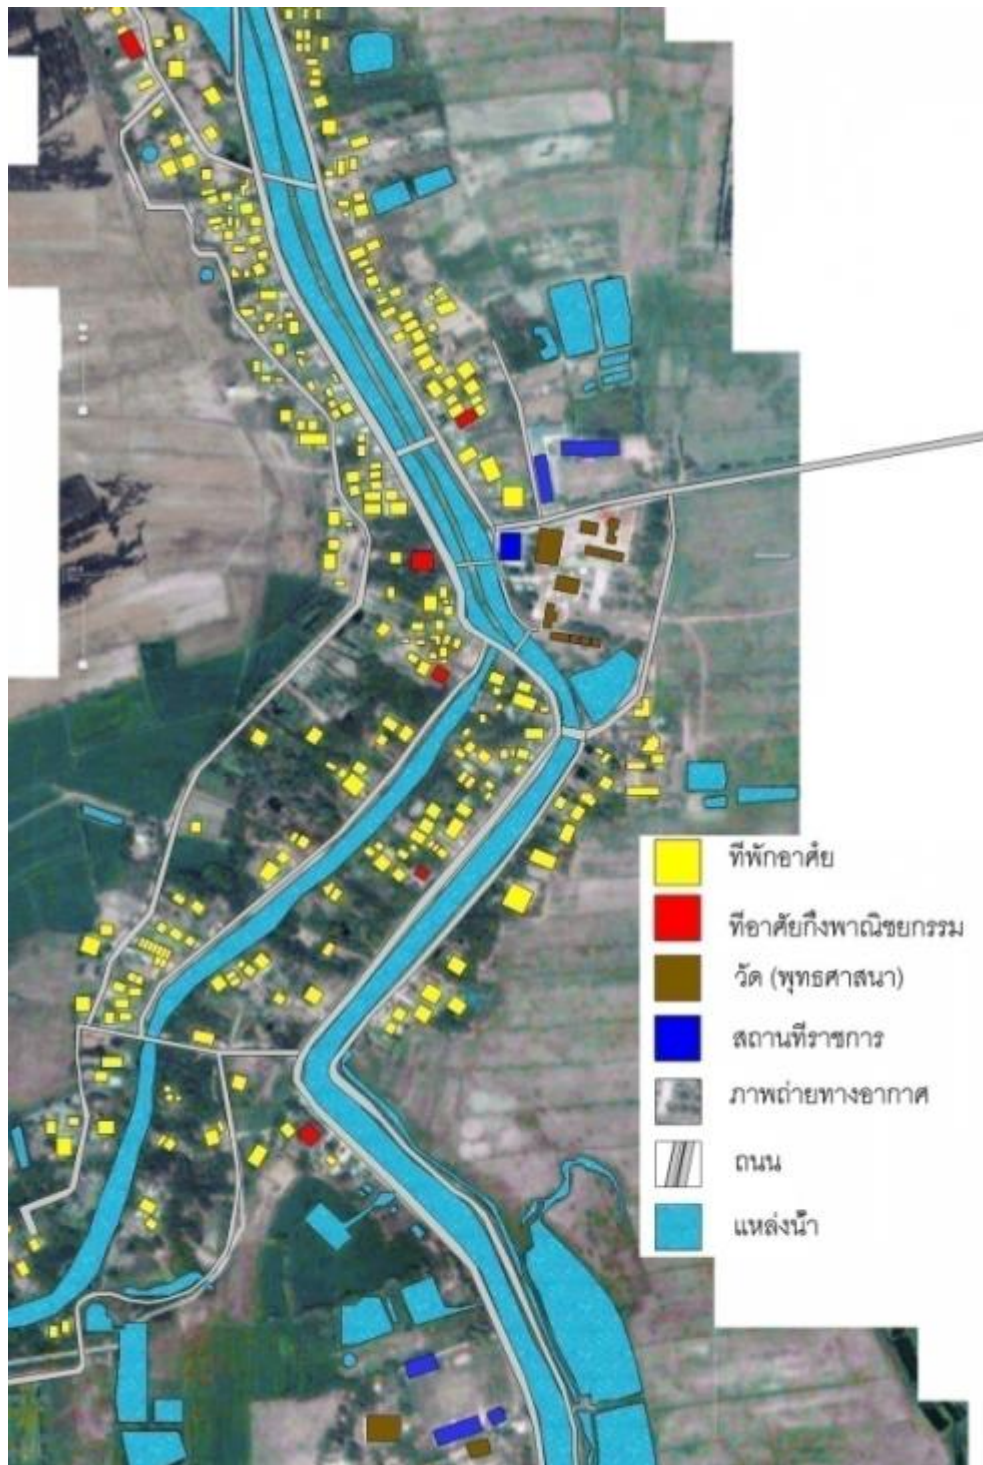 ที่พักอาศัย
ที่อาศัยกึ่งพาณิชยกรรม
วัด (พุทธศาสนา)
สถานที่ราชการ
ภาพถ่ายทางอากาศ
ถนน
แหล่งน้ำ